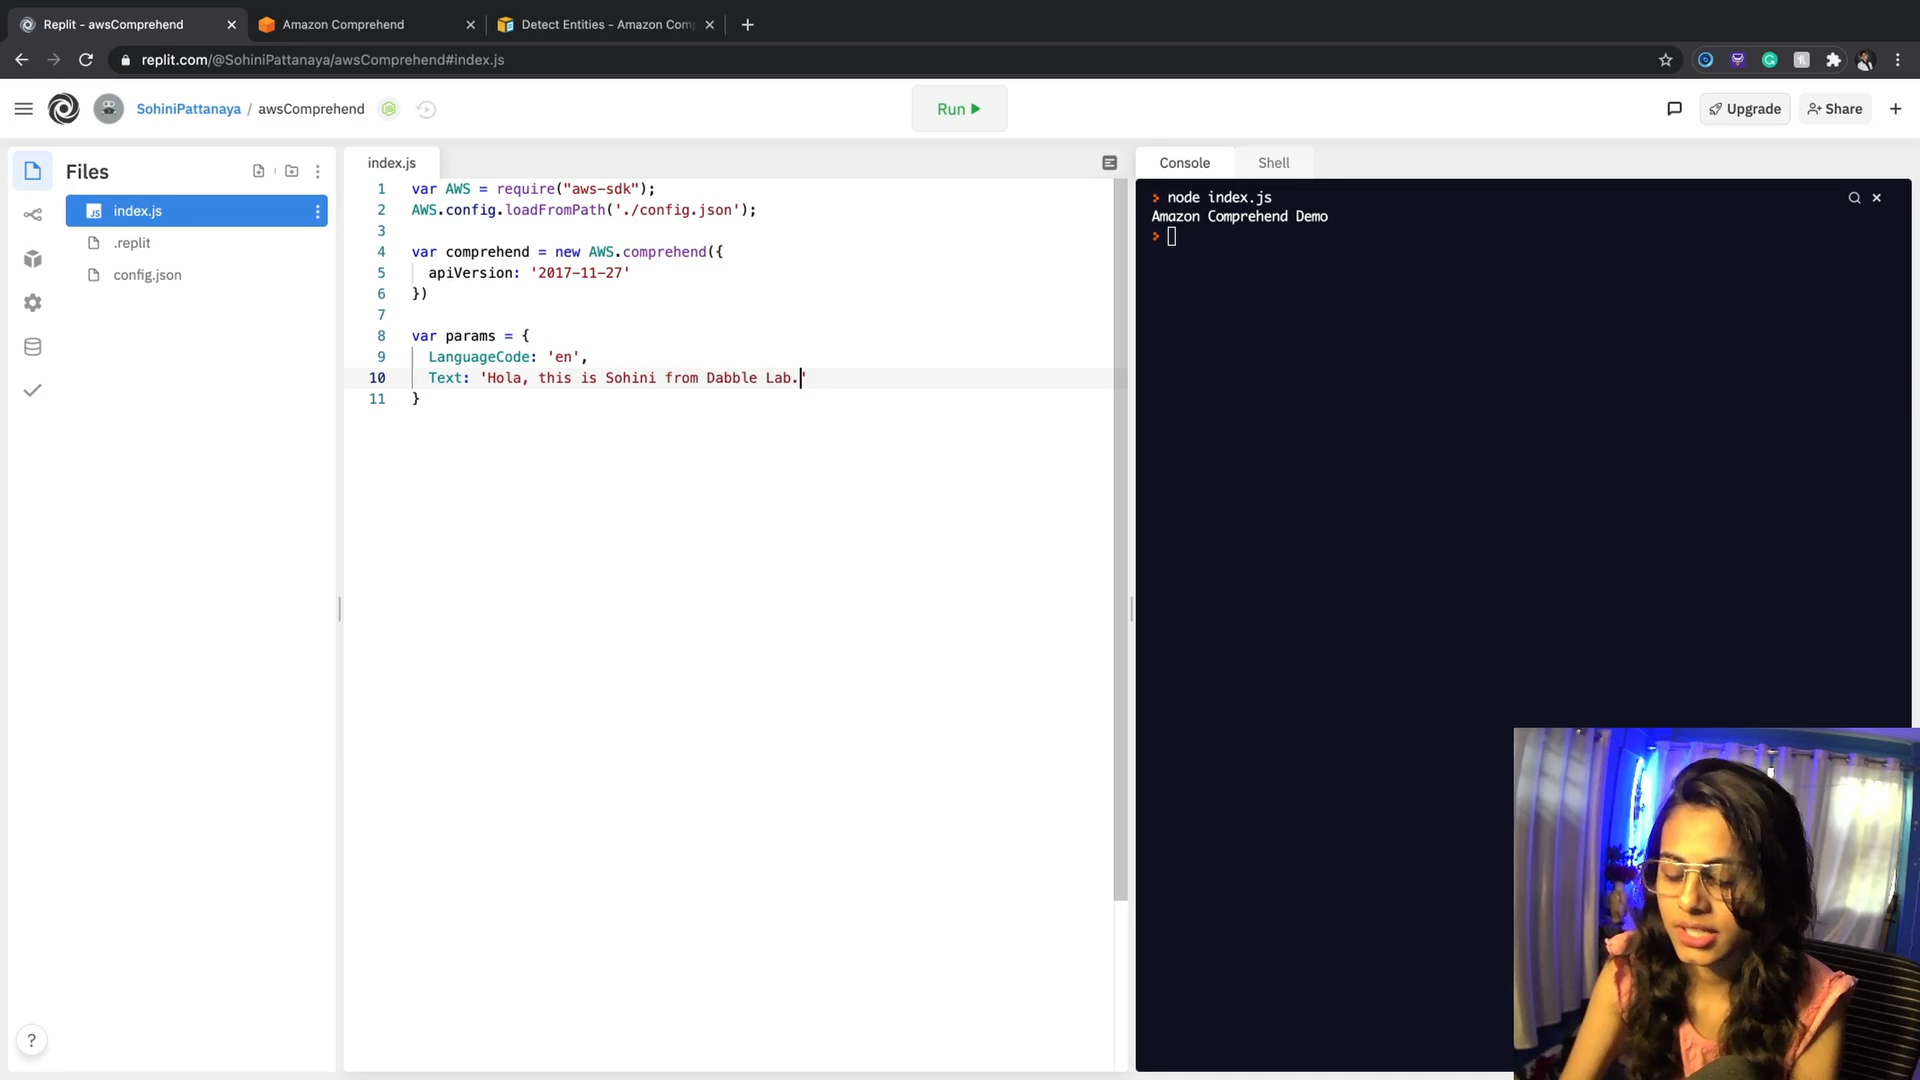 Replit - awsComprehend
Amazon Comprehend
Detect Entities - Amazon Com
replit.com/@SohiniPattanaya/awsComprehend#index.js
SohiniPattanaya / awsComprehend
Run
Upgrade
Share
Files
index.js
.replit
config.json
index.js
1 var AWS = require("aws-sdk");
2 AWS.config.loadFromPath('./config.json');
3
4 var comprehend = new AWS.comprehend({
5 apiVersion: '2017-11-27'
6 })
7
8 var params = {
9 LanguageCode: 'en',
10 Text: 'Hola, this is Sohini from Dabble Lab.'
11 }
Console
Shell
node index.js
Amazon Comprehend Demo
?